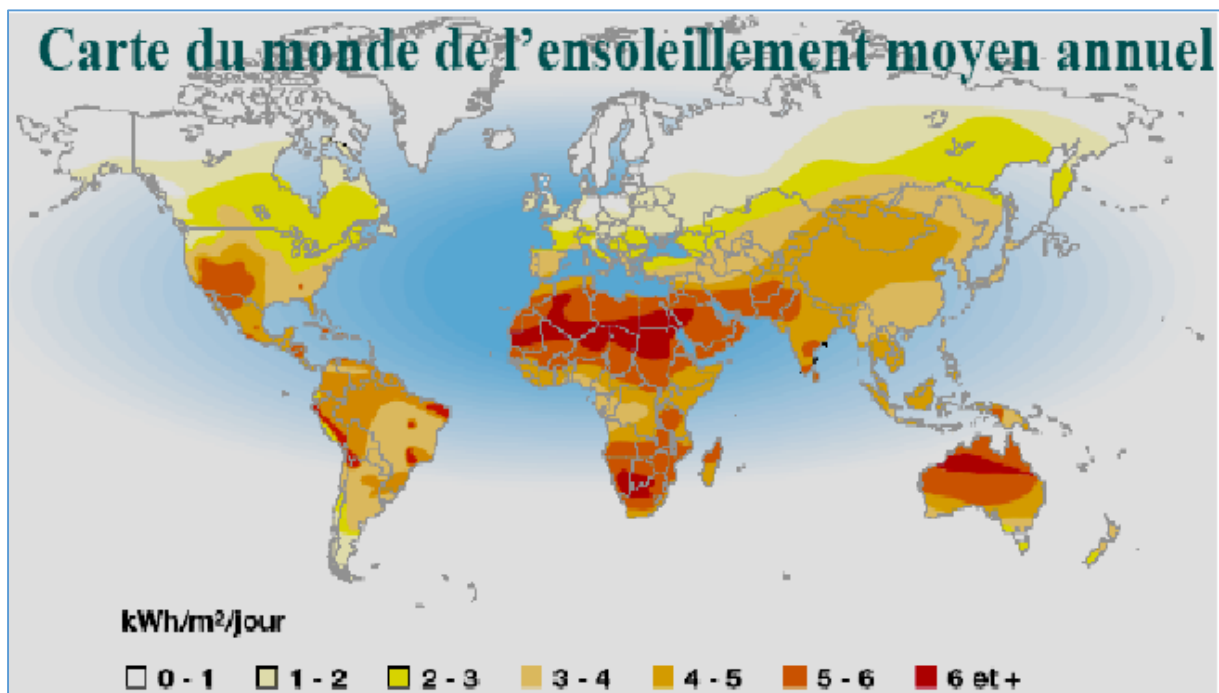 Carte du monde de l’ensoleillement moyen annuel
kWh/m²/jour
0 - 1 1 - 2 2 - 3 3 - 4 4 - 5 5 - 6 6 et +